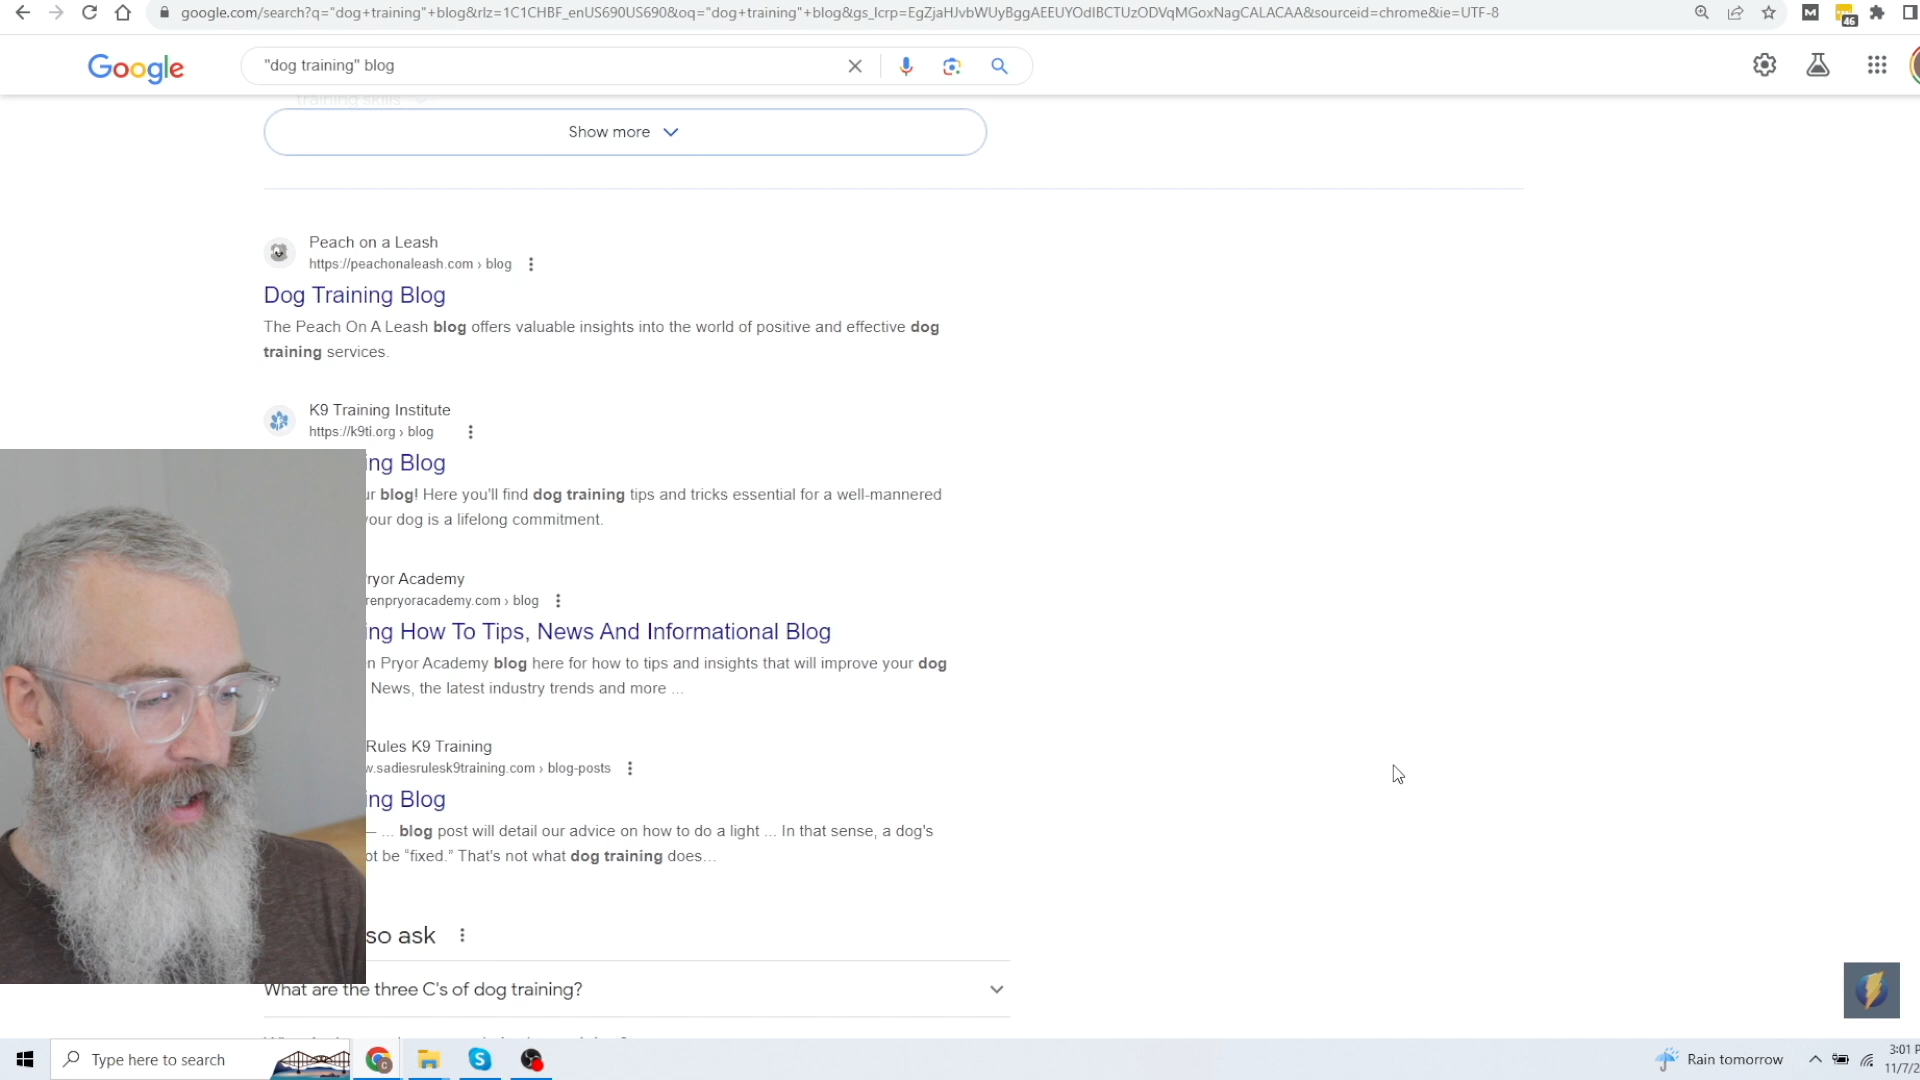 google.com/search?q="dog+training"+blog&rlz=1C1CHBF_enUS690US690&oq="dog+training"+blog&gs_lcrp=EgZjaHJvbWUyBggAEEUYOdIBCTUzODVqMGoxNagCALACAA&sourceid=chrome&ie=UTF-8
46
Google
"dog training" blog
training skills
Show more
Peach on a Leash
https://peachonaleash.com › blog
Dog Training Blog
The Peach On A Leash blog offers valuable insights into the world of positive and effective dog
training services.
K9 Training Institute
https://k9ti.org › blog
ng Blog
ur blog! Here you'll find dog training tips and tricks essential for a well-mannered
your dog is a lifelong commitment.
ryor Academy
renpryoracademy.com › blog
ing How To Tips, News And Informational Blog
n Pryor Academy blog here for how to tips and insights that will improve your dog
News, the latest industry trends and more ...
Rules K9 Training
w.sadiesrulesk9training.com › blog-posts
ing Blog
— ... blog post will detail our advice on how to do a light ... In that sense, a dog's
ot be “fixed.” That's not what dog training does...
so ask
What are the three C's of dog training?
Type here to search
Rain tomorrow
3:01 P
11/7/2